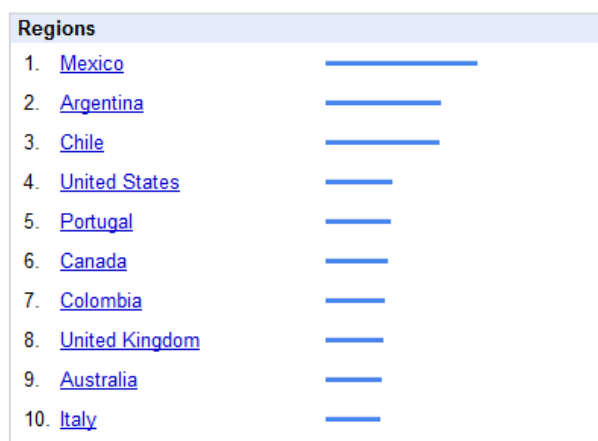 Regions
1. Mexico
2. Argentina
3. Chile
4. United States
5. Portugal
6. Canada
7. Colombia
8. United Kingdom
9. Australia
10. Italy